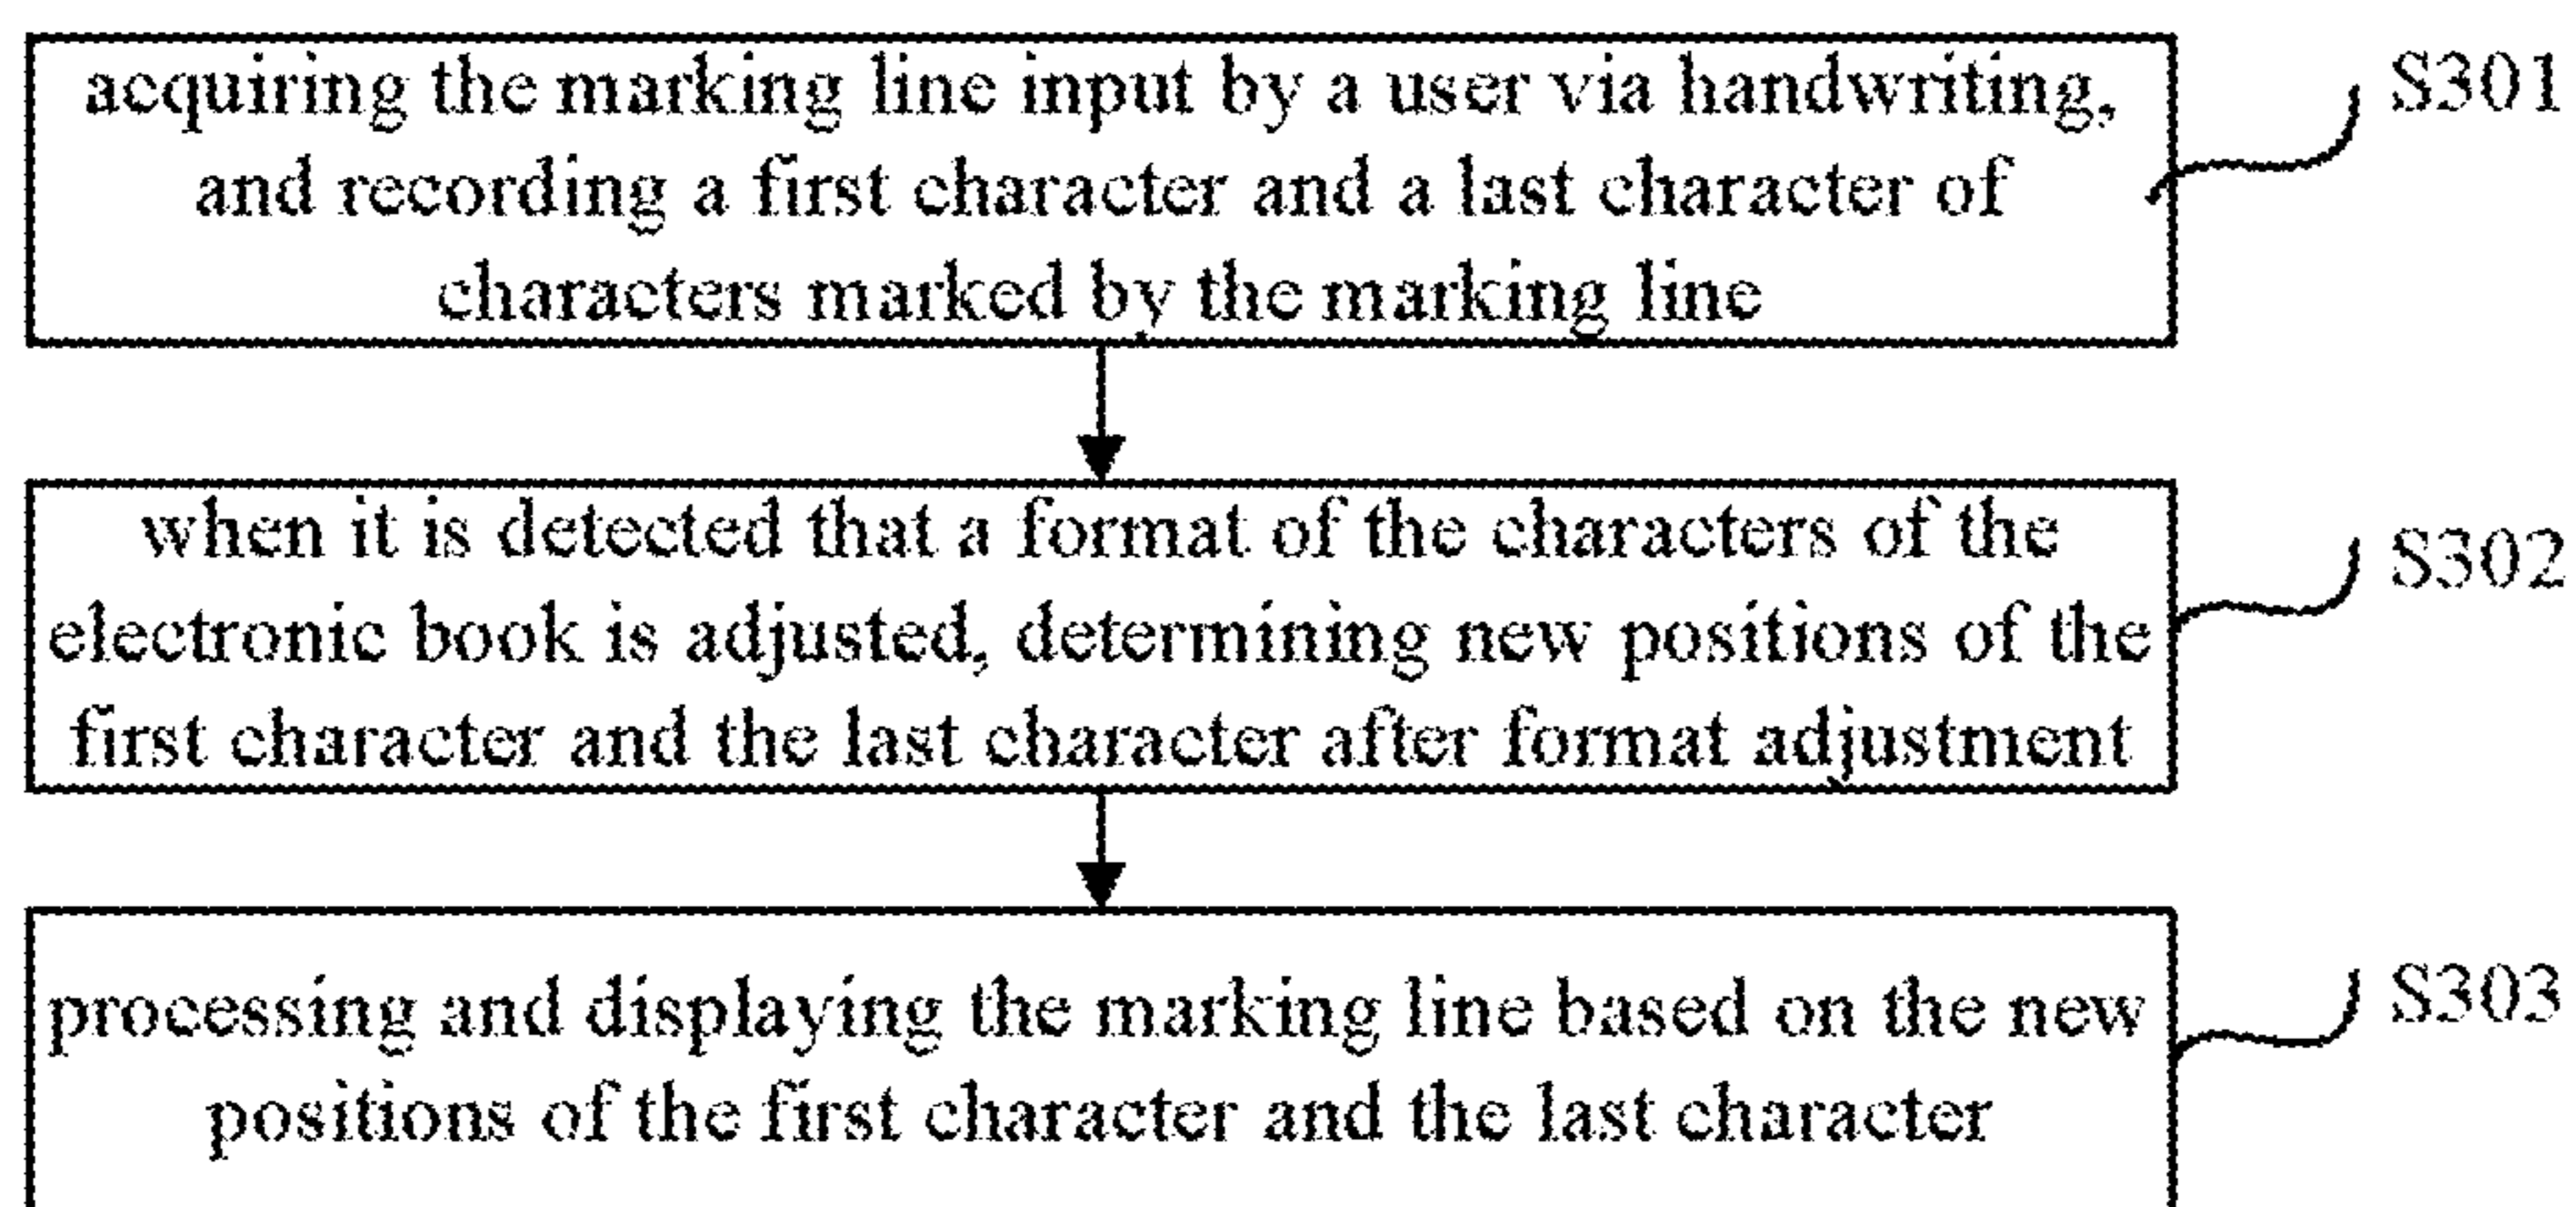 acquiring the marking line input by a user via handwriting,
and recording a first character and a last character of
characters marked by the marking line
S301
when it is detected that a format of the characters of the
electronic book is adjusted, determining new positions of the
first character and the last character after format adjustment
S302
processing and displaying the marking line based on the new
positions of the first character and the last character
S303